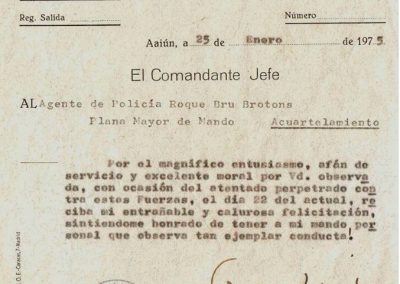 Reg. Salida
Número
Aaiún, a 25 de Enero de 1975
El Comandante Jefe
AL Agente de Policía Roque Bru Brotons
Plana Mayor de Mando Acuartelamiento
Por el magnífico entusiasmo, afán de
servicio y excelente moral por Vd. observa
da, con ocasión del atentado perpetrado con
tra estas Fuerzas, el día 22 del actual, re
ciba mi entrañable y calurosa felicitación,
sintiendome honrado de tener a mi mando per
sonal que observa tan ejemplar conducta!